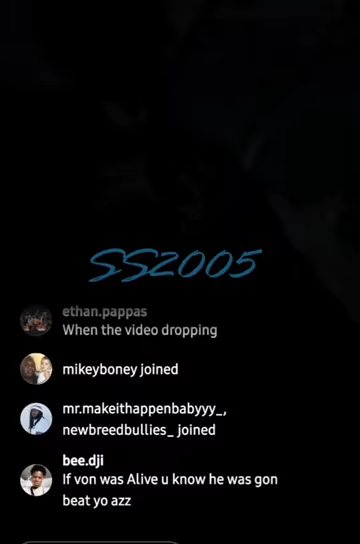 SS2005
ethan.pappas
When the video dropping
mikeyboney joined
mr.makeithappenbabyyy_,
newbreedbullies_ joined
bee.dji
If von was Alive u know he was gon
beat yo azz